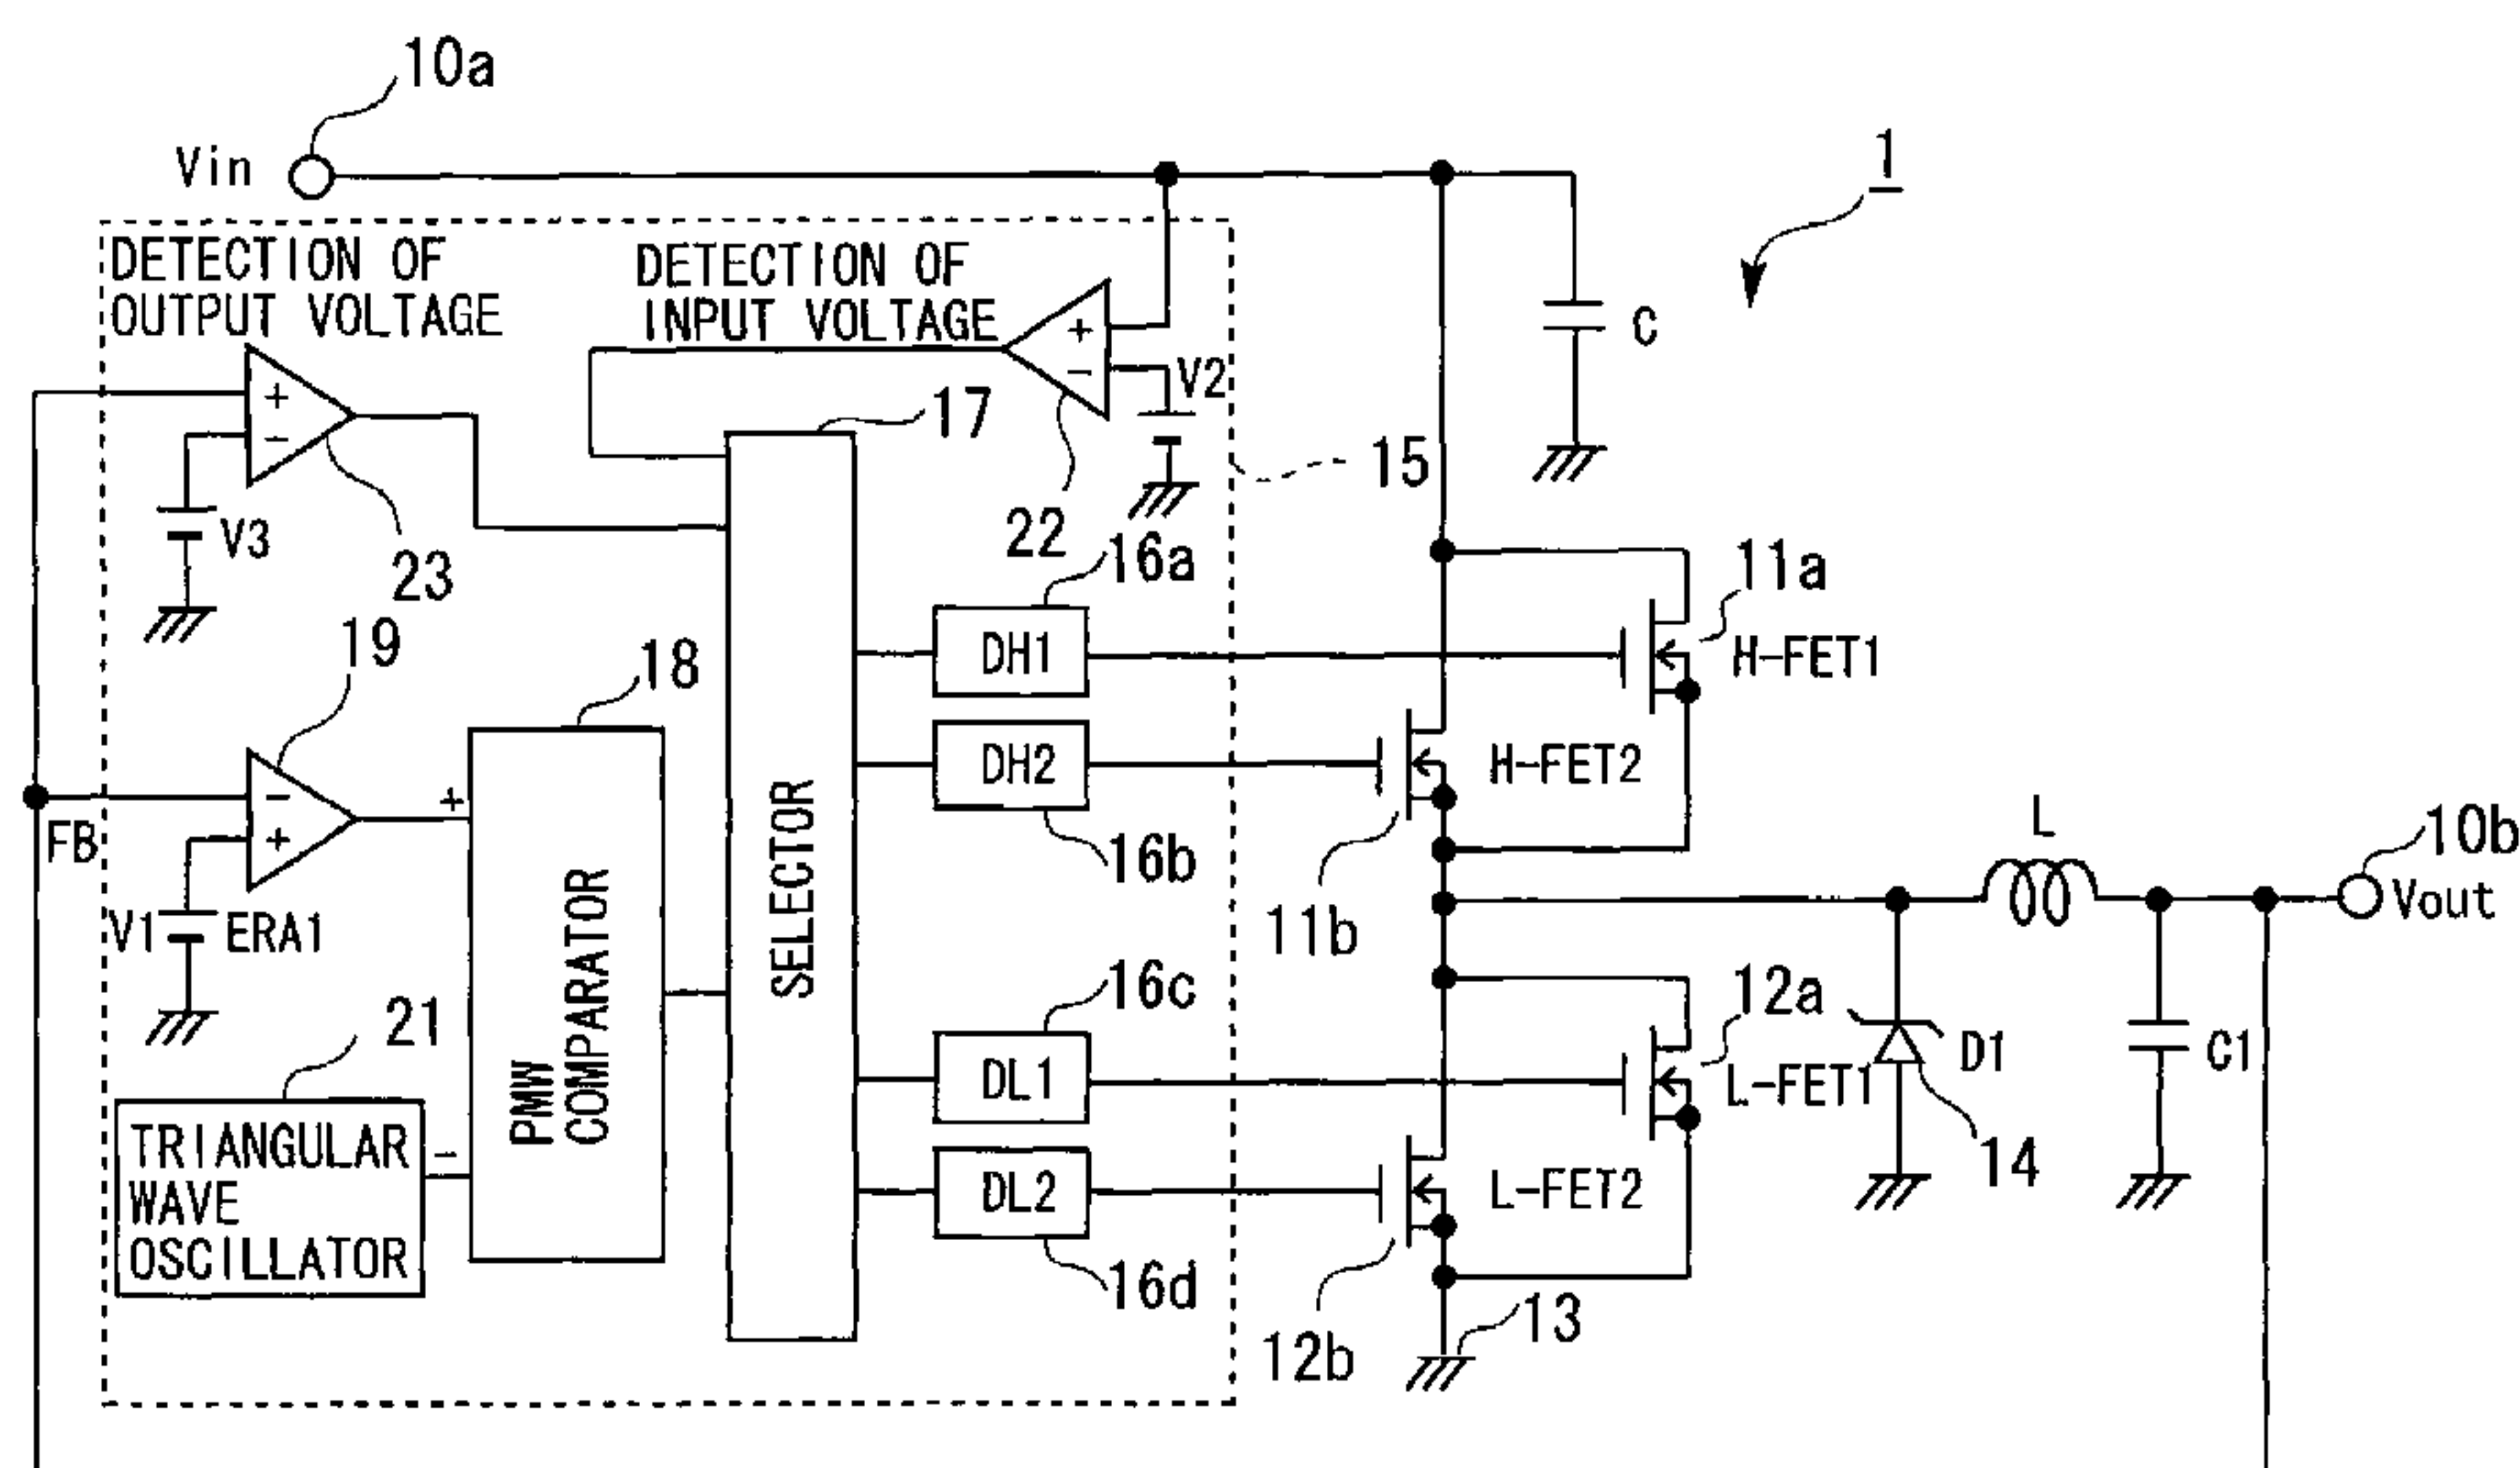 10a
Vin
1
DETECTION OF
OUTPUT VOLTAGE
DETECTION OF
INPUT VOLTAGE
+
-
V2
C
17
15
+
-
V3
23
22
16a
11a
DH1
H-FET1
19
18
DH2
H-FET2
16b
11b
-
+
+
FB
V1
ERA1
L
10b
Vout
SELECTOR
PMW
COMPARATOR
21
16c
12a
DL1
L-FET1
D1
C1
TRIANGULAR
WAVE
OSCILLATOR
-
DL2
L-FET2
14
16d
12b
13